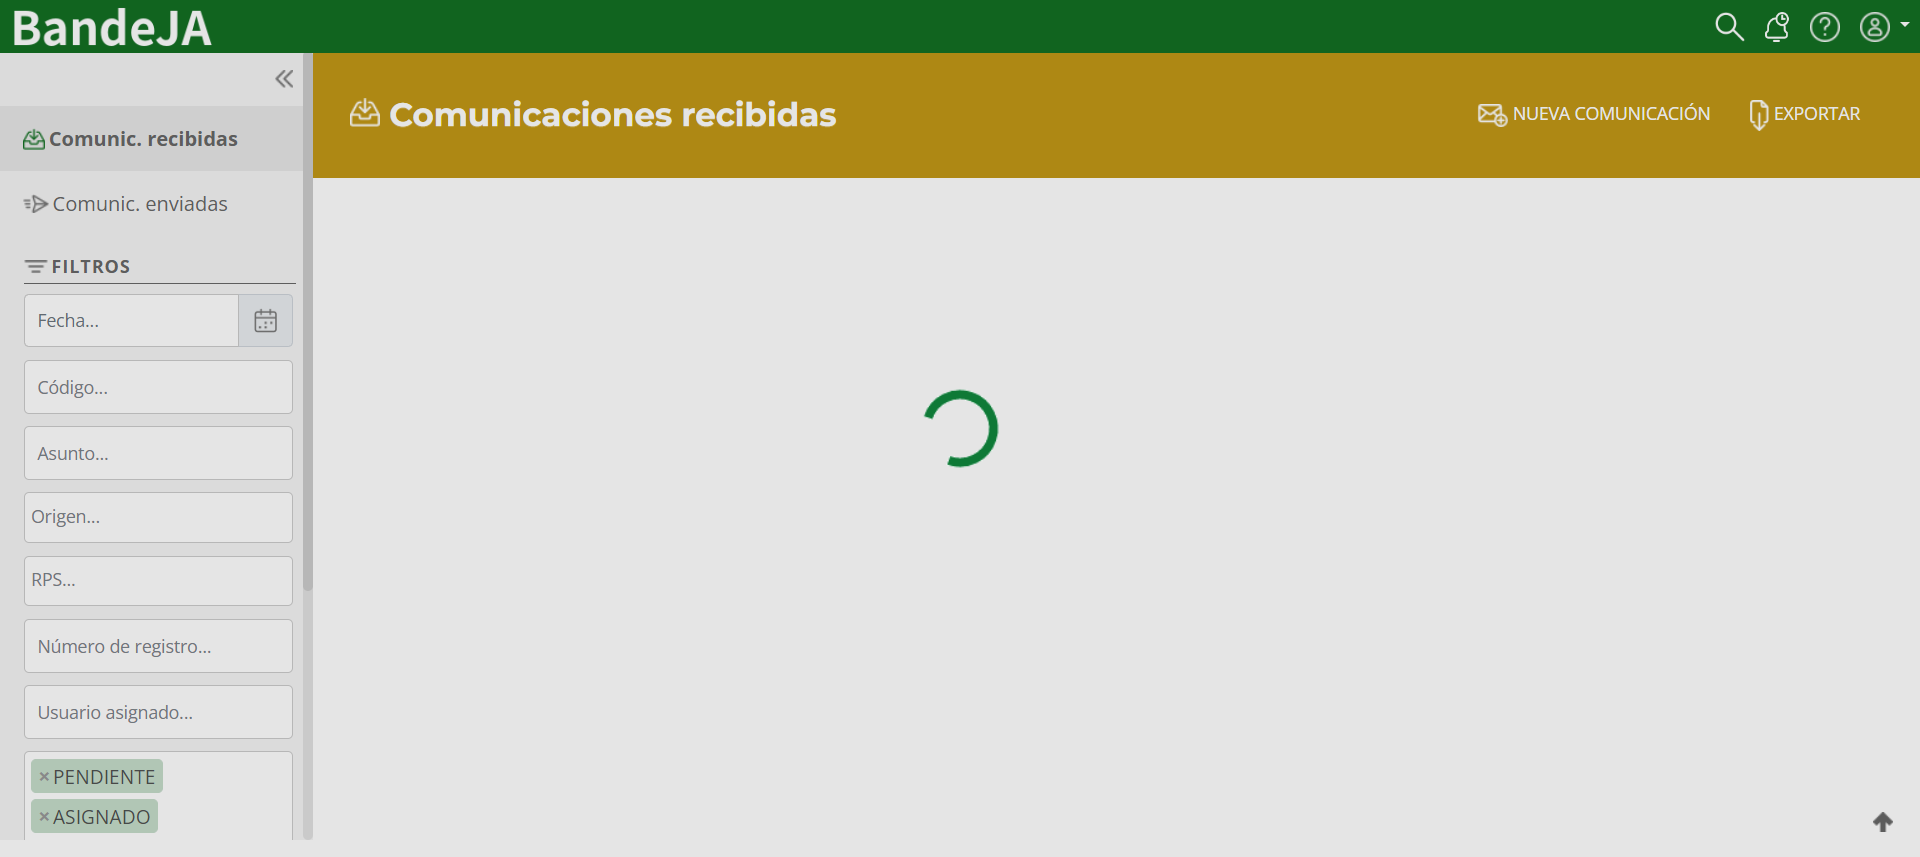 BandeJA
Comunic. recibidas
Comunic. enviadas
FILTROS
Fecha...
Código...
Asunto...
Origen...
RPS...
Número de registro...
Usuario asignado...
×PENDIENTE
×ASIGNADO
Comunicaciones recibidas
NUEVA COMUNICACIÓN
EXPORTAR